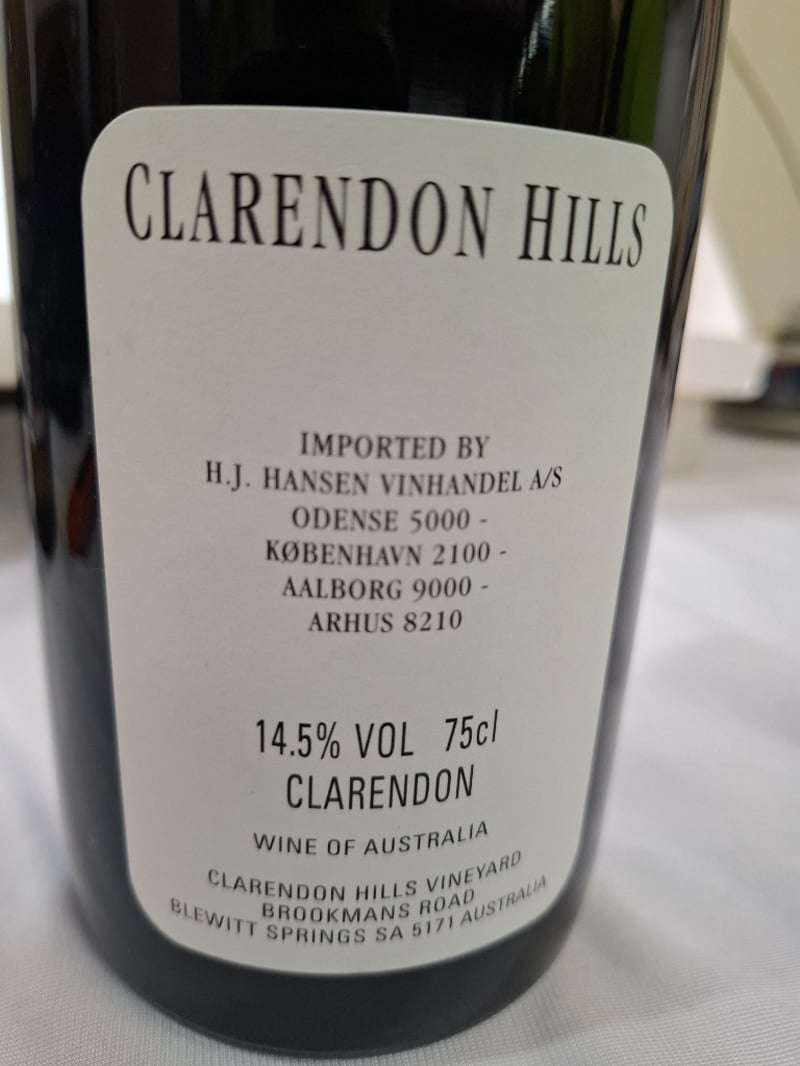 CLARENDON HILLS
IMPORTED BY
H.J. HANSEN VINHANDEL A/S
ODENSE 5000 -
KØBENHAVN 2100 -
AALBORG 9000 -
ARHUS 8210
14.5% VOL 75cl
CLARENDON
WINE OF AUSTRALIA
CLARENDON HILLS VINEYARD
BROOKMANS ROAD
BLEWITT SPRINGS SA 5171 AUSTRALIA